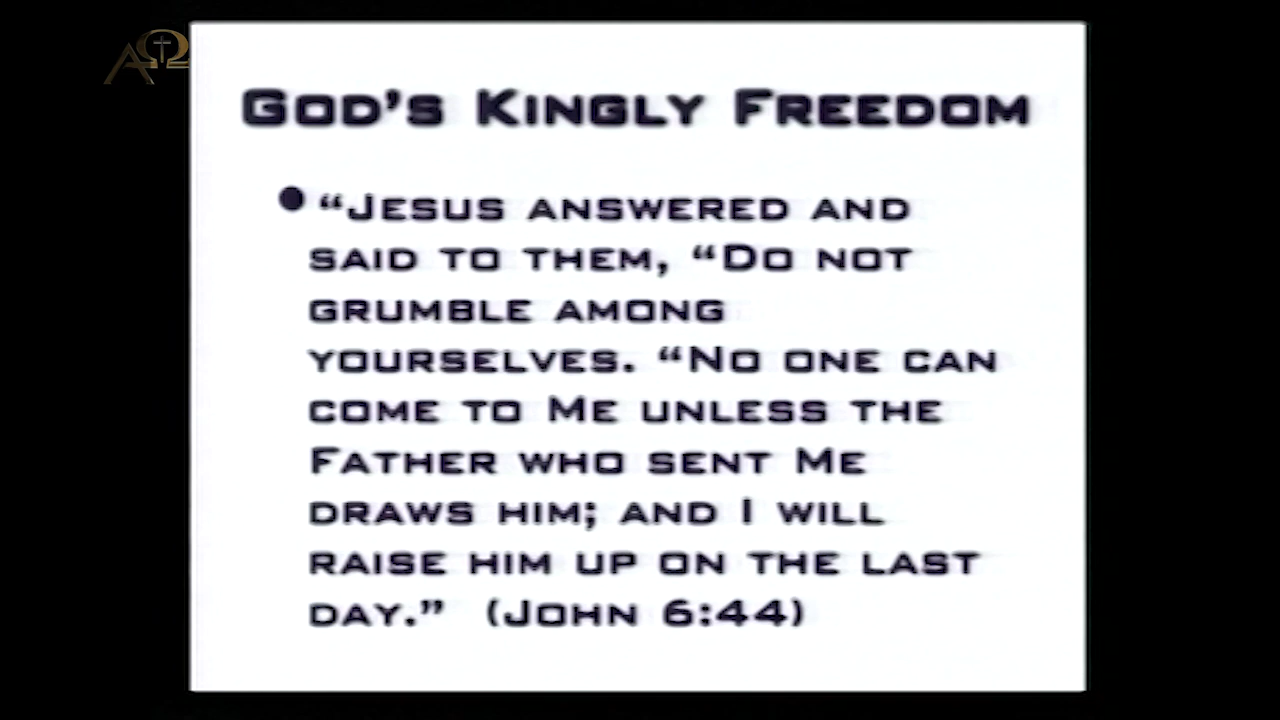 ΑΩ
God's Kingly Freedom
• “Jesus answered and
said to them, “Do not
grumble among
yourselves. “No one can
come to Me unless the
Father who sent Me
draws him; and I will
raise him up on the last
day.” (John 6:44)